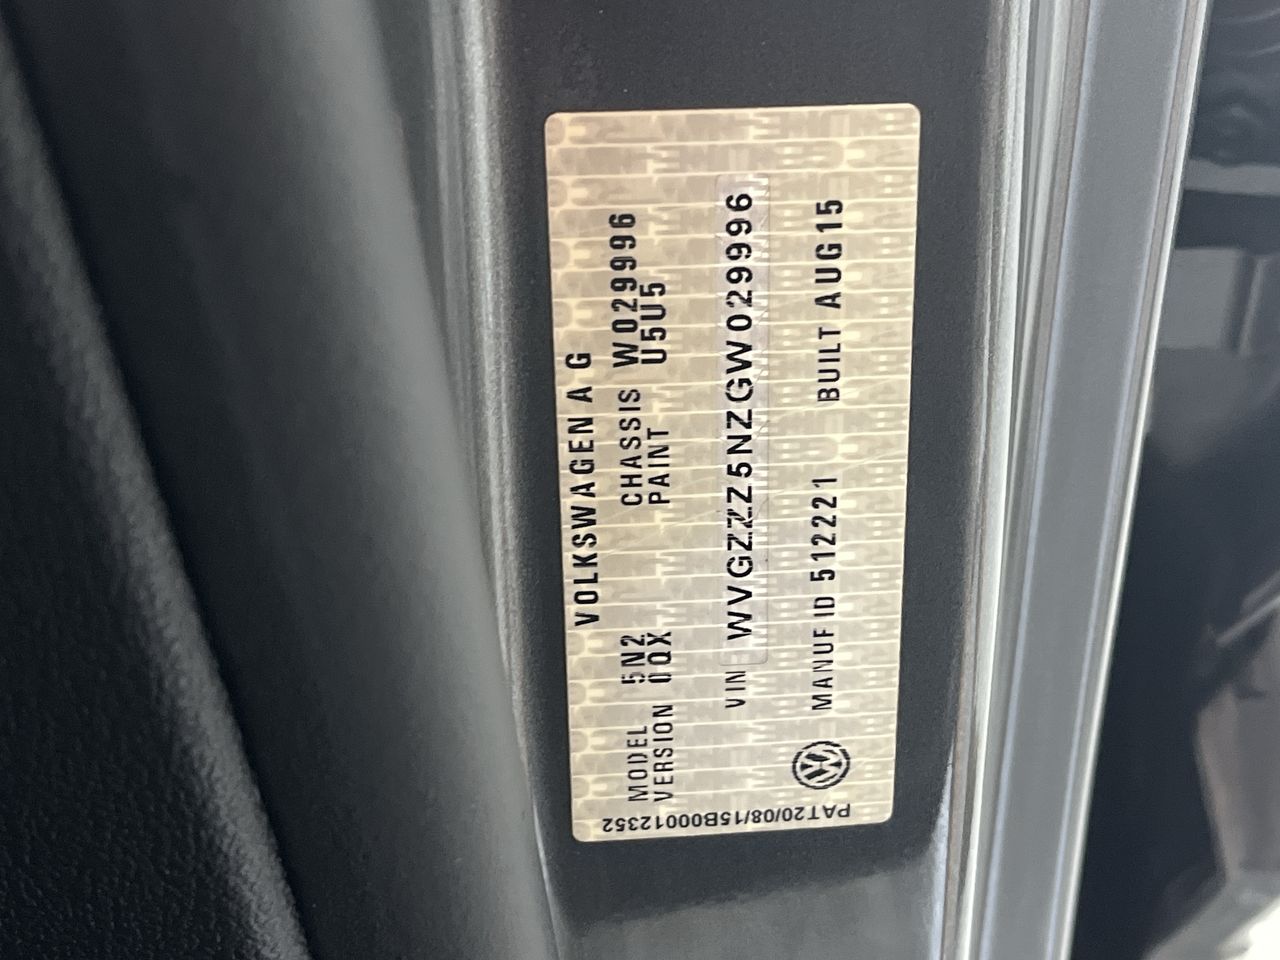 VOLKSWAGEN A G
MODEL 5N2 CHASSIS W029996
VERSION 0QX PAINT U5U5
VIN WVGZZZ5NZGW029996
MANUF ID 512221 BUILT AUG15
PAT20/08/15B00012352